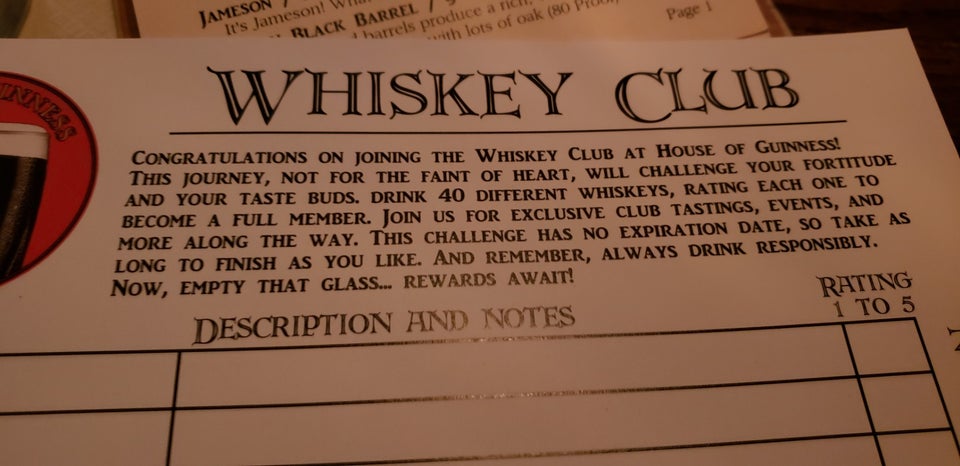 JAMESON /
It's Jameson!
BLACK BARREL /
barrels produce a rich,
with lots of oak (80 Proof)
Page 1
GUINNESS
WHISKEY CLUB
CONGRATULATIONS ON JOINING THE WHISKEY CLUB AT HOUSE OF GUINNESS!
THIS JOURNEY, NOT FOR THE FAINT OF HEART, WILL CHALLENGE YOUR FORTITUDE
AND YOUR TASTE BUDS. DRINK 40 DIFFERENT WHISKEYS, RATING EACH ONE TO
BECOME A FULL MEMBER. JOIN US FOR EXCLUSIVE CLUB TASTINGS, EVENTS, AND
MORE ALONG THE WAY. THIS CHALLENGE HAS NO EXPIRATION DATE, SO TAKE AS
LONG TO FINISH AS YOU LIKE. AND REMEMBER, ALWAYS DRINK RESPONSIBLY.
NOW, EMPTY THAT GLASS... REWARDS AWAIT!
DESCRIPTION AND NOTES
RATING
1 TO 5